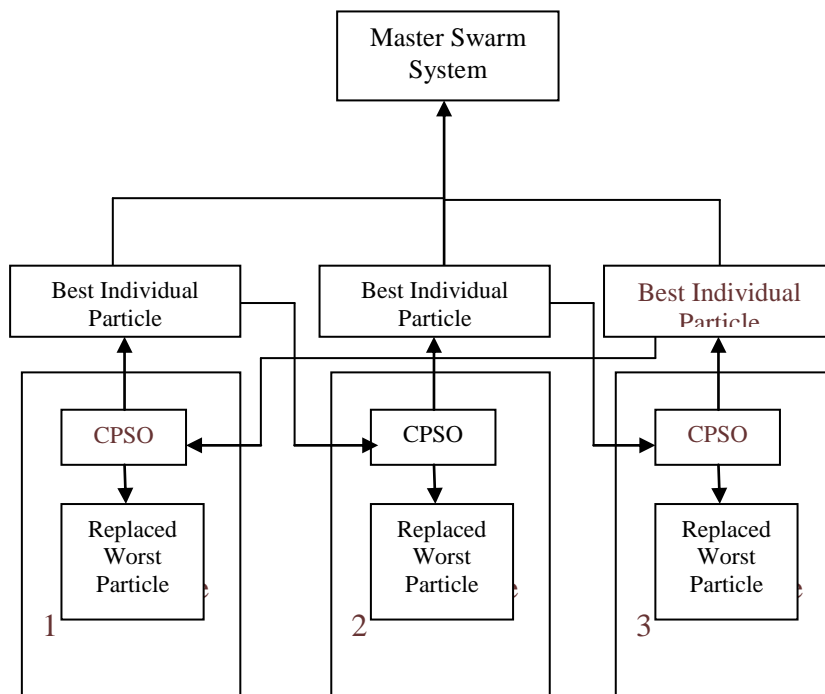 Master Swarm
System
Best Individual
Particle
Best Individual
Particle
Best Individual
Particle
CPSO
CPSO
CPSO
Replaced
Worst
Particle
Replaced
Worst
Particle
Replaced
Worst
Particle
1
2
3